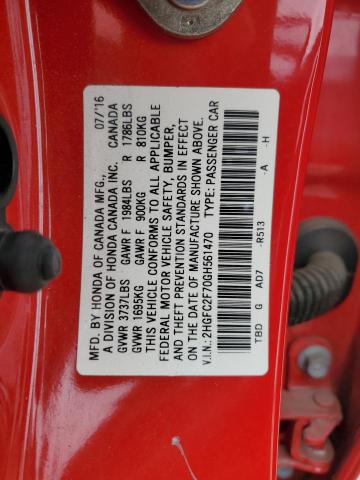 MFD. BY HONDA OF CANADA MFG., 07/'16
A DIVISION OF HONDA CANADA INC. CANADA
GVWR 3737LBS GAWR F 1984LBS R 1786LBS
GVWR 1695KG GAWR F 900KG R 810KG
THIS VEHICLE CONFORMS TO ALL APPLICABLE
FEDERAL MOTOR VEHICLE SAFETY, BUMPER,
AND THEFT PREVENTION STANDARDS IN EFFECT
ON THE DATE OF MANUFACTURE SHOWN ABOVE.
V.I.N.: 2HGFC2F70GH561470 TYPE: PASSENGER CAR
TBD G AD7 -R513 -A -H